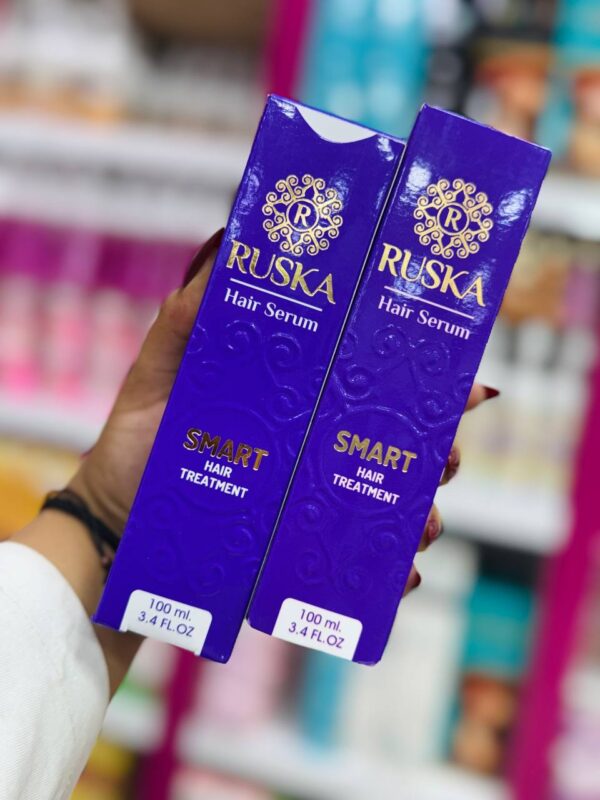 R
RUSKA
Hair Serum
SMART
HAIR
TREATMENT
100 ml.
3.4 FL.OZ
R
RUSKA
Hair Serum
SMART
HAIR
TREATMENT
100 ml.
3.4 FL.OZ